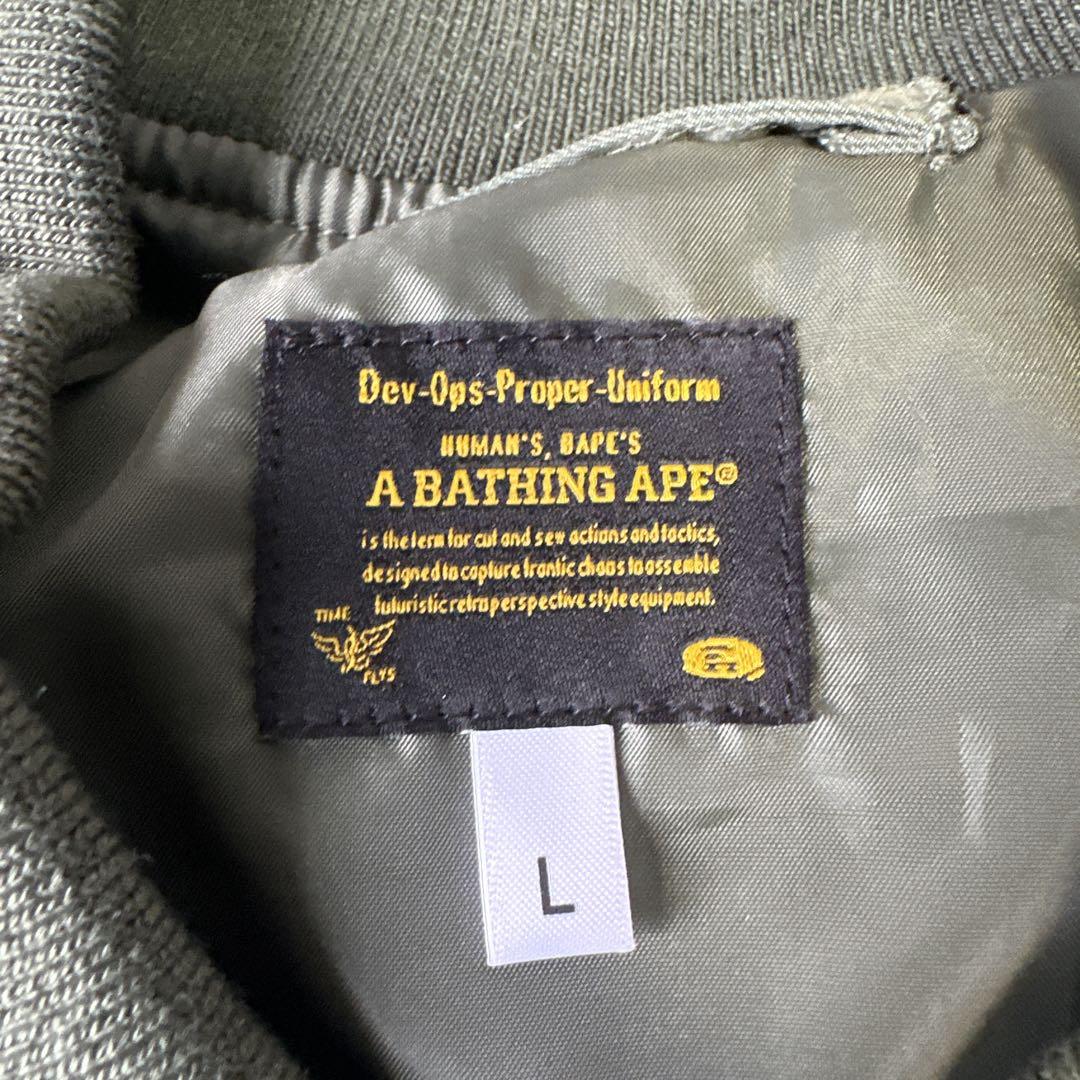 Dev-Ops-Proper-Uniform
HUMAN'S, BAPE'S
A BATHING APE®
is the term for cut and sew actions and tactics,
designed to capture frantic chaos to assemble
futuristic retro perspective style equipment.
TIME
FLYS
L